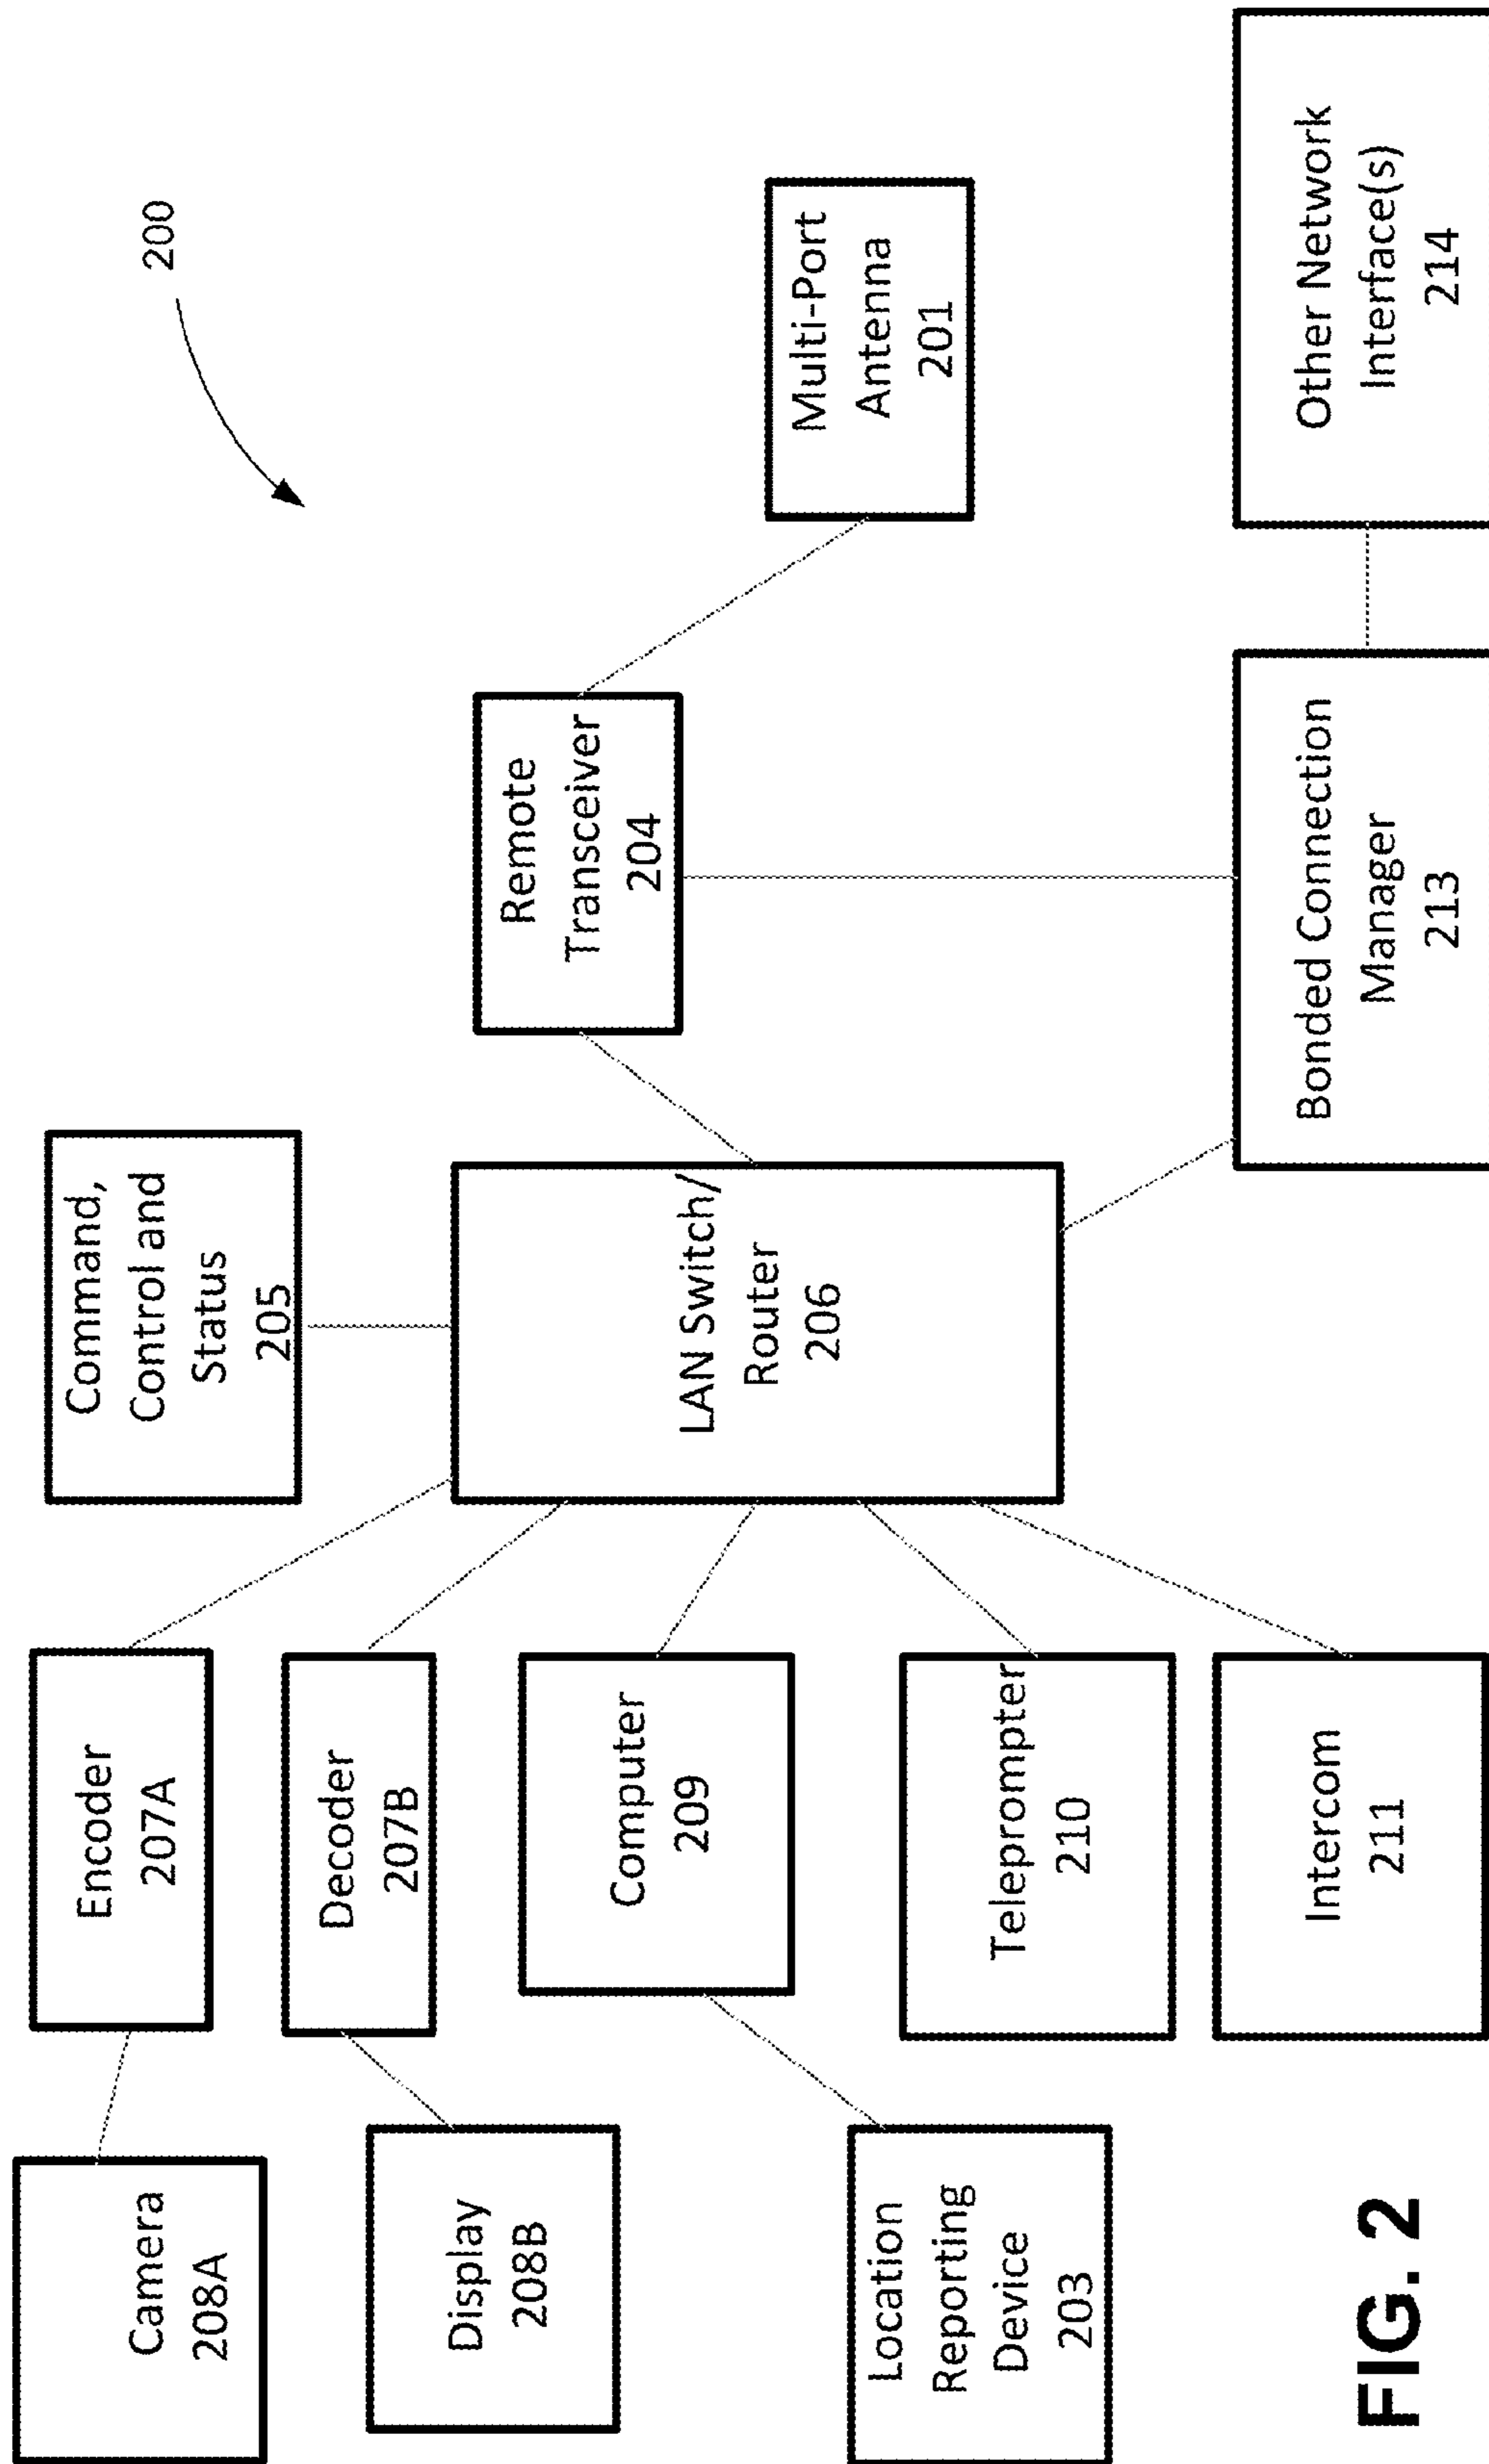 200
Camera
208A
Encoder
207A
Command,
Control and
Status
205
Display
208B
Decoder
207B
LAN Switch/
Router
206
Remote
Transceiver
204
Multi-Port
Antenna
201
Computer
209
Location
Reporting
Device
203
Teleprompter
210
Intercom
211
Bonded Connection
Manager
213
Other Network
Interface(s)
214
FIG. 2